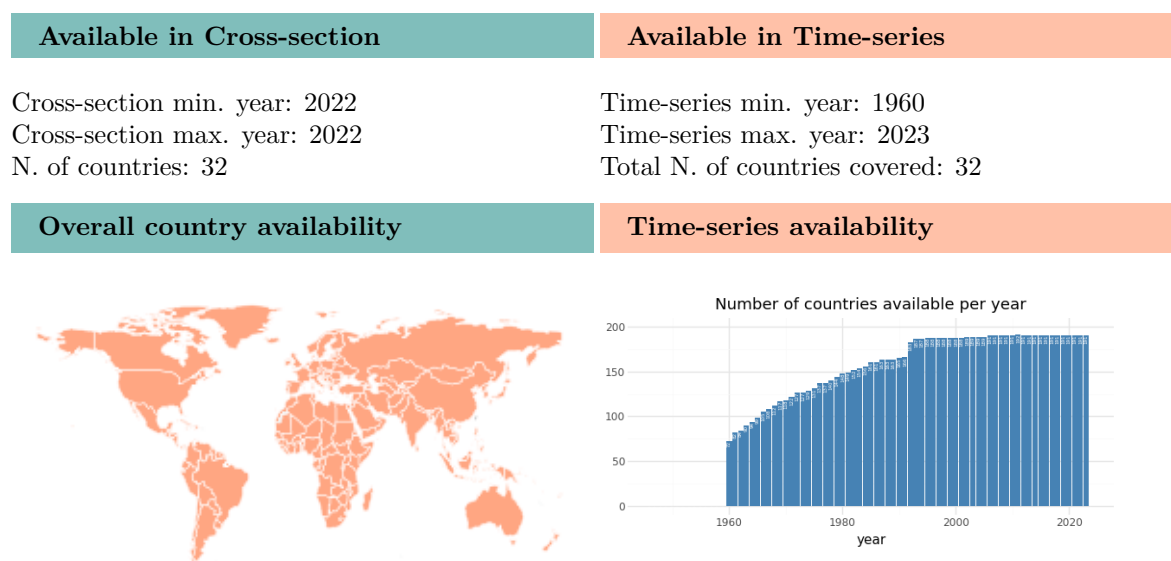 Available in Cross-section
Available in Time-series
Cross-section min. year: 2022
Cross-section max. year: 2022
N. of countries: 32
Time-series min. year: 1960
Time-series max. year: 2023
Total N. of countries covered: 32
Overall country availability
Time-series availability
Number of countries available per year
200
150
100
50
0
1960
1980
2000
2020
year